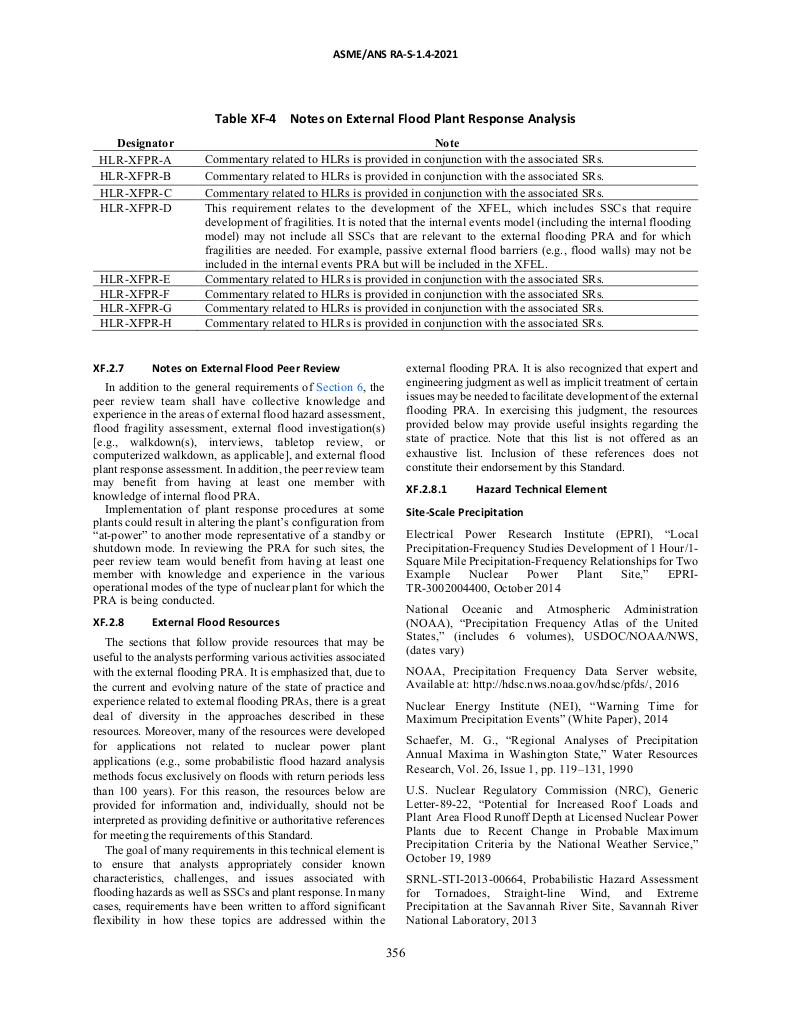 ASME/ANS RA-S-1.4-2021
Table XF-4 Notes on External Flood Plant Response Analysis
Designator Note
HLR-XFPR-A Commentary related to HLRs is provided in conjunction with the associated SRs.
HLR-XFPR-B Commentary related to HLRs is provided in conjunction with the associated SRs.
HLR-XFPR-C Commentary related to HLRs is provided in conjunction with the associated SRs.
HLR-XFPR-D This requirement relates to the development of the XFEL, which includes SSCs that require
development of fragilities. It is noted that the internal events model (including the internal flooding
model) may not include all SSCs that are relevant to the external flooding PRA and for which
fragilities are needed. For example, passive external flood barriers (e.g., flood walls) may not be
included in the internal events PRA but will be included in the XFEL.
HLR-XFPR-E Commentary related to HLRs is provided in conjunction with the associated SRs.
HLR-XFPR-F Commentary related to HLRs is provided in conjunction with the associated SRs.
HLR-XFPR-G Commentary related to HLRs is provided in conjunction with the associated SRs.
HLR-XFPR-H Commentary related to HLRs is provided in conjunction with the associated SRs.
XF.2.7 Notes on External Flood Peer Review
In addition to the general requirements of Section 6, the
peer review team shall have collective knowledge and
experience in the areas of external flood hazard assessment,
flood fragility assessment, external flood investigation(s)
[e.g., walkdown(s), interviews, tabletop review, or
computerized walkdown, as applicable], and external flood
plant response assessment. In addition, the peer review team
may benefit from having at least one member with
knowledge of internal flood PRA.
Implementation of plant response procedures at some
plants could result in altering the plant's configuration from
“at-power” to another mode representative of a standby or
shutdown mode. In reviewing the PRA for such sites, the
peer review team would benefit from having at least one
member with knowledge and experience in the various
operational modes of the type of nuclear plant for which the
PRA is being conducted.
XF.2.8 External Flood Resources
The sections that follow provide resources that may be
useful to the analysts performing various activities associated
with the external flooding PRA. It is emphasized that, due to
the current and evolving nature of the state of practice and
experience related to external flooding PRAs, there is a great
deal of diversity in the approaches described in these
resources. Moreover, many of the resources were developed
for applications not related to nuclear power plant
applications (e.g., some probabilistic flood hazard analysis
methods focus exclusively on floods with return periods less
than 100 years). For this reason, the resources below are
provided for information and, individually, should not be
interpreted as providing definitive or authoritative references
for meeting the requirements of this Standard.
The goal of many requirements in this technical element is
to ensure that analysts appropriately consider known
characteristics, challenges, and issues associated with
flooding hazards as well as SSCs and plant response. In many
cases, requirements have been written to afford significant
flexibility in how these topics are addressed within the
external flooding PRA. It is also recognized that expert and
engineering judgment as well as implicit treatment of certain
issues may be needed to facilitate development of the external
flooding PRA. In exercising this judgment, the resources
provided below may provide useful insights regarding the
state of practice. Note that this list is not offered as an
exhaustive list. Inclusion of these references does not
constitute their endorsement by this Standard.
XF.2.8.1 Hazard Technical Element
Site-Scale Precipitation
Electrical Power Research Institute (EPRI), “Local
Precipitation-Frequency Studies Development of 1 Hour/1-
Square Mile Precipitation-Frequency Relationships for Two
Example Nuclear Power Plant Site,” EPRI-
TR-3002004400, October 2014
National Oceanic and Atmospheric Administration
(NOAA), “Precipitation Frequency Atlas of the United
States,” (includes 6 volumes), USDOC/NOAA/NWS,
(dates vary)
NOAA, Precipitation Frequency Data Server website,
Available at: http://hdsc.nws.noaa.gov/hdsc/pfds/, 2016
Nuclear Energy Institute (NEI), “Warning Time for
Maximum Precipitation Events” (White Paper), 2014
Schaefer, M. G., “Regional Analyses of Precipitation
Annual Maxima in Washington State,” Water Resources
Research, Vol. 26, Issue 1, pp. 119–131, 1990
U.S. Nuclear Regulatory Commission (NRC), Generic
Letter-89-22, “Potential for Increased Roof Loads and
Plant Area Flood Runoff Depth at Licensed Nuclear Power
Plants due to Recent Change in Probable Maximum
Precipitation Criteria by the National Weather Service,”
October 19, 1989
SRNL-STI-2013-00664, Probabilistic Hazard Assessment
for Tornadoes, Straight-line Wind, and Extreme
Precipitation at the Savannah River Site, Savannah River
National Laboratory, 2013
356